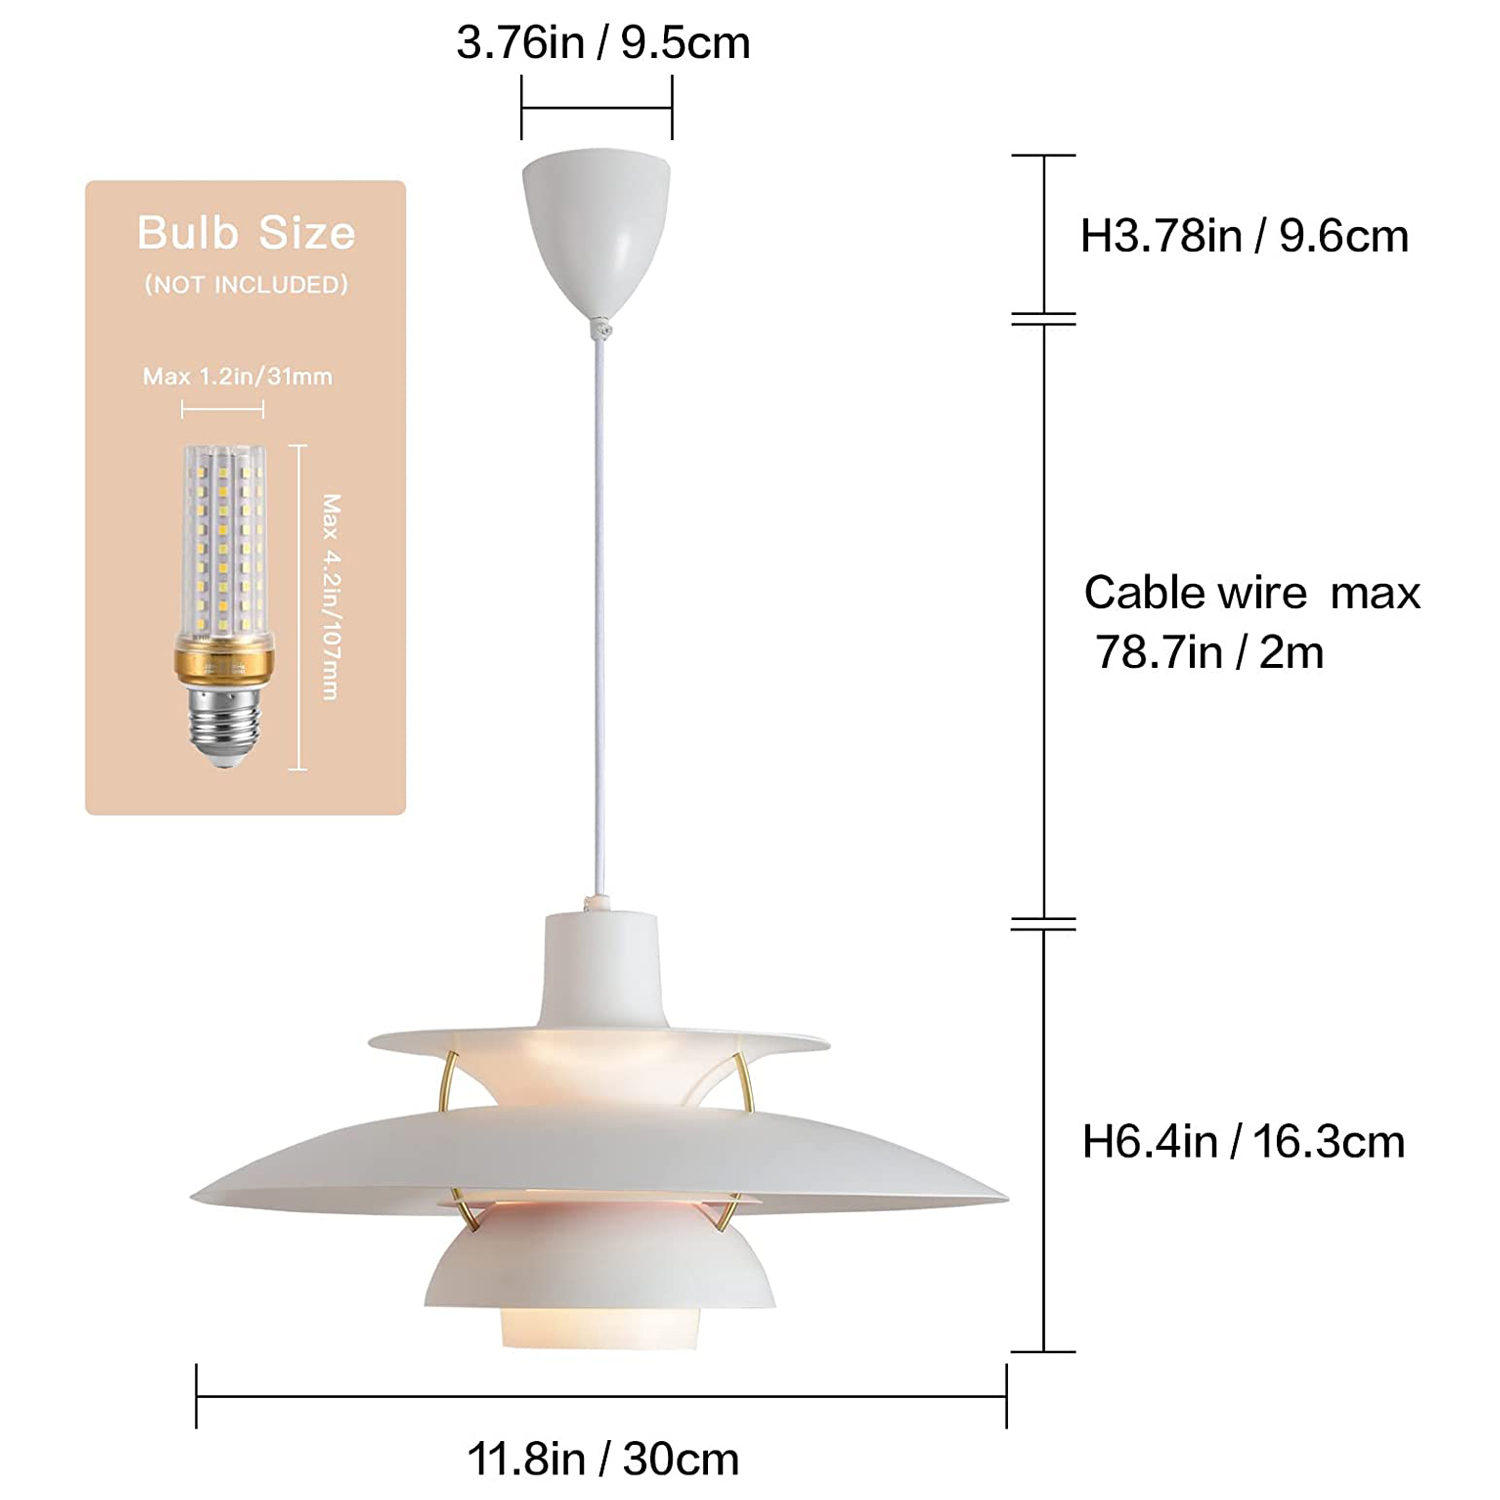 3.76in / 9.5cm
H3.78in / 9.6cm
Bulb Size
(NOT INCLUDED)
Max 1.2in/31mm
Max 4.2in/107mm
Cable wire max
78.7in / 2m
H6.4in / 16.3cm
11.8in / 30cm